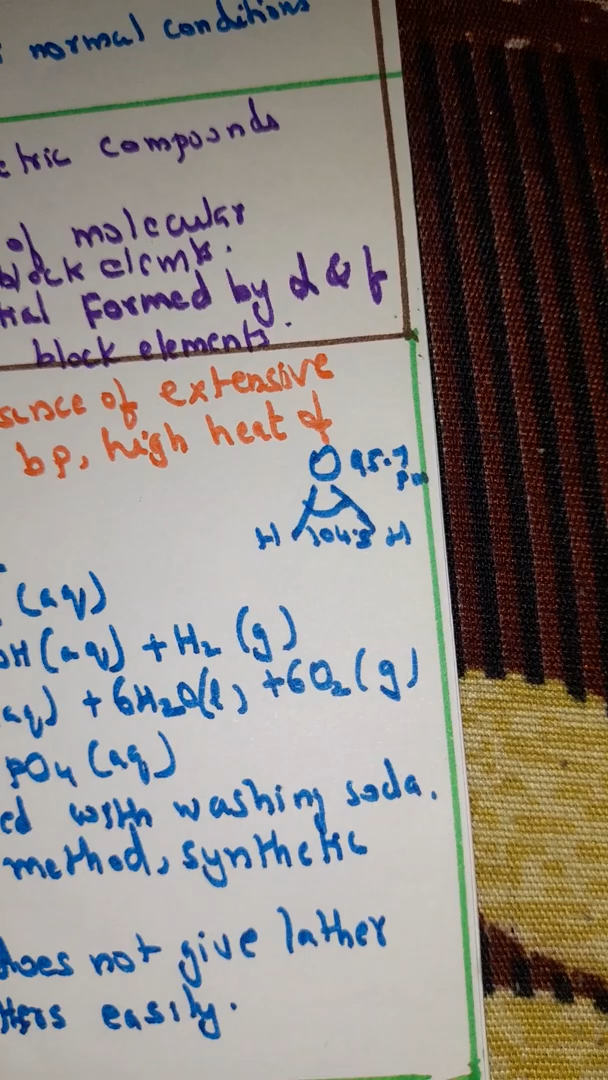 normal conditions
ctric compounds
of molecular
block elemts.
tial Formed by d & f
block elements.
sence of extensive
bp, high heat of
O 95.7 pm
H 104.5 H
(aq)
OH (aq) + H2 (g)
aq) + 6H2O(l) + 6O2 (g)
PO4 (aq)
ed with washing soda.
method, synthetic
does not give lather
thers easily.